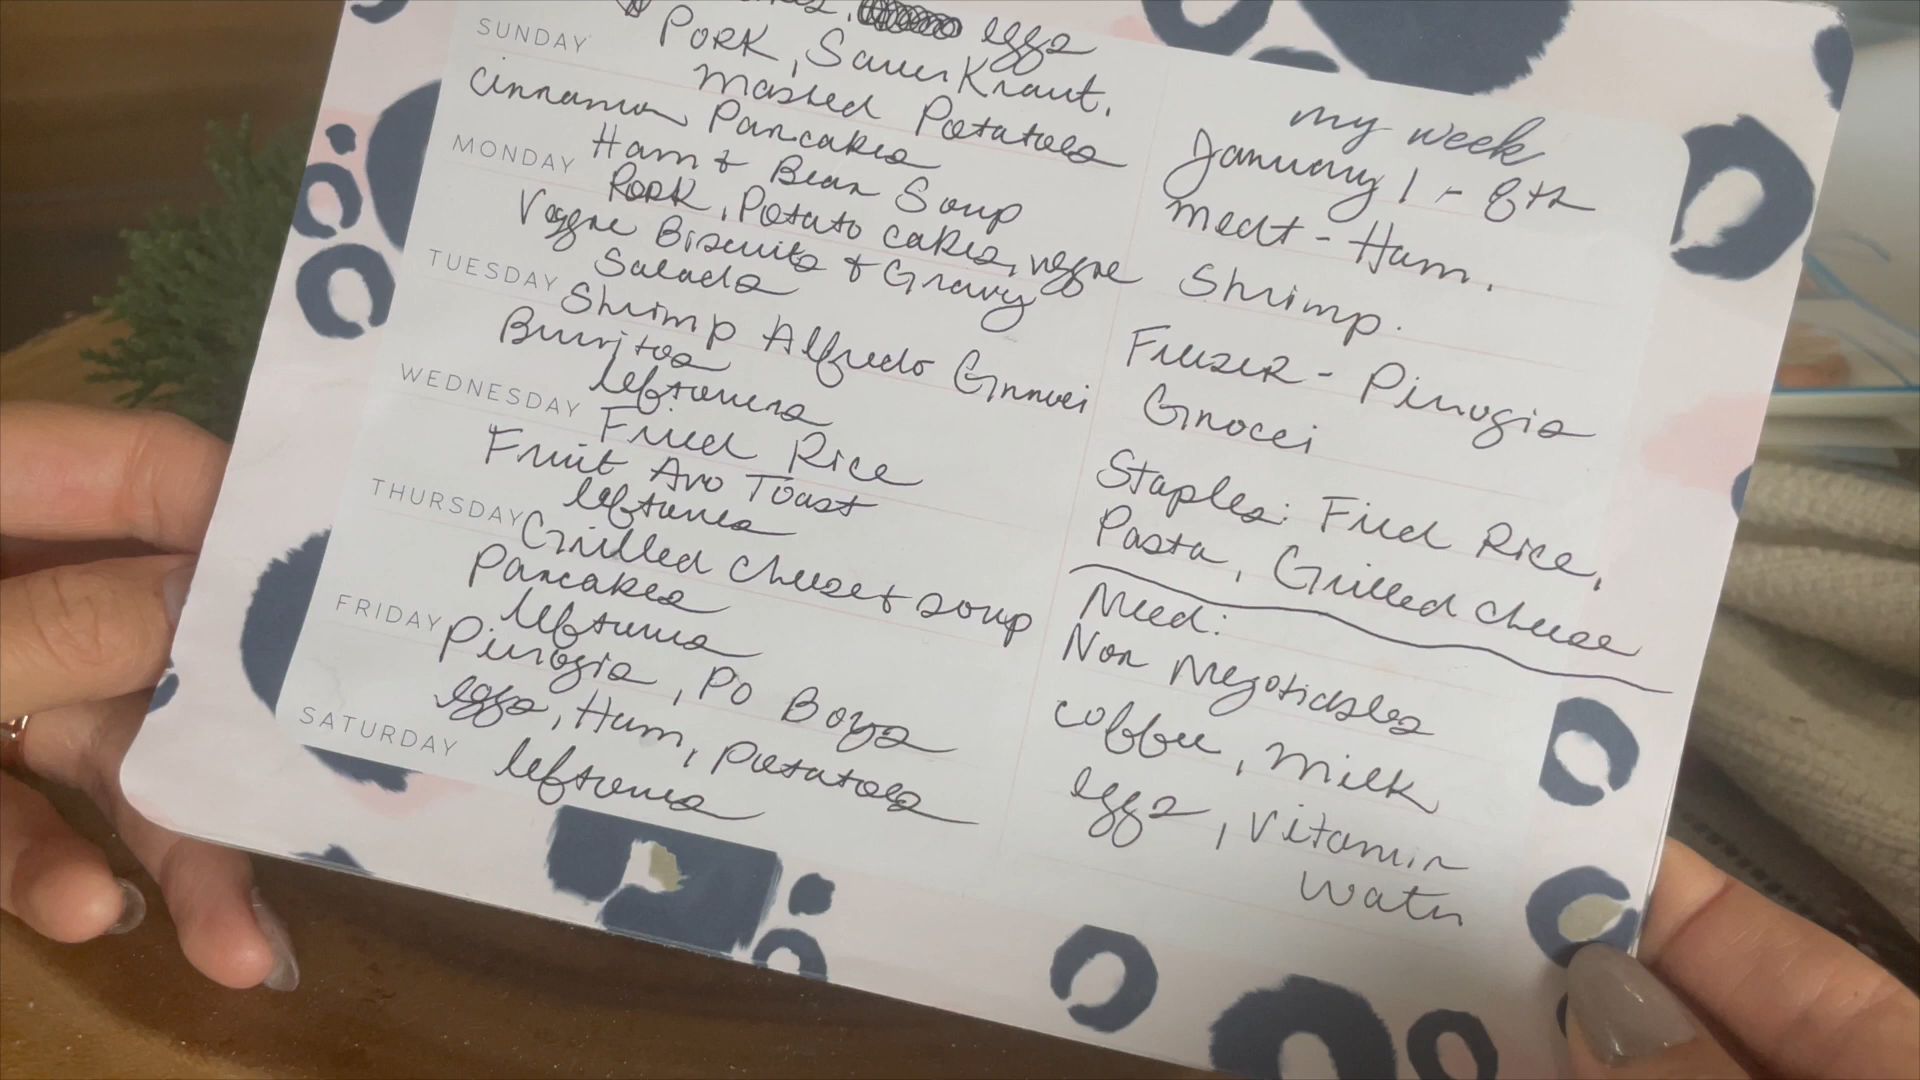 eggs
SUNDAY
Pork, SauerKraut,
Mashed Potatoes
Cinnamon Pancakes
MONDAY
Ham & Bean Soup
Pork, Potato cakes, veggie
Veggie Biscuits & Gravy
TUESDAY
Salads
Shrimp Alfredo Gnnoci
Burritos
WEDNESDAY
leftovers
Fried Rice
Fruit Avo Toast
THURSDAY
leftovers
Grilled cheese & soup
Pancakes
FRIDAY
leftovers
Pierogis, Po Boys
eggs, Ham, potatoes
SATURDAY
leftovers
my week
January 1 - 8th
Meat - Ham.
Shrimp.
Freezer - Pierogis
Gnocci
Staples: Fried Rice,
Pasta, Grilled cheese
Need:
Non Negotiables
coffee, Milk
eggs, Vitamin
Water